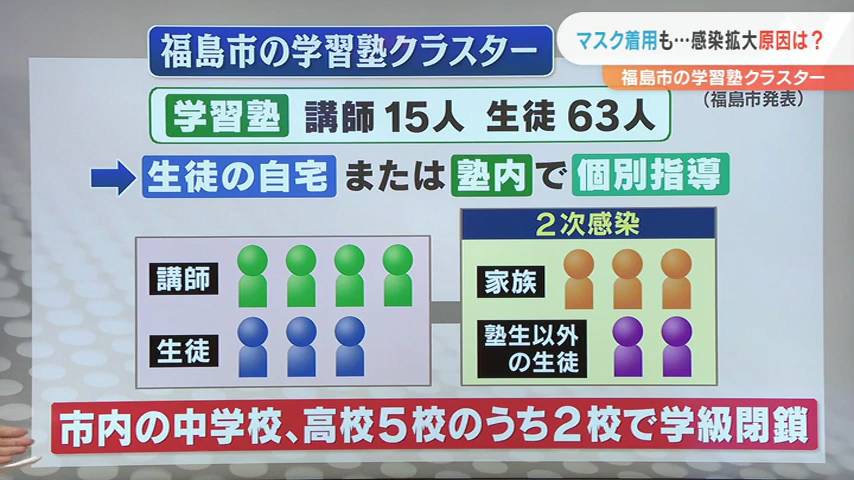 マスク着用も…感染拡大原因は？
福島市の学習塾クラスター
福島市の学習塾クラスター
（福島市発表）
学習塾 講師 15人 生徒 63人
生徒の自宅 または 塾内で 個別指導
2次感染
講師
家族
生徒
塾生以外
の生徒
市内の中学校、高校5校のうち2校で学級閉鎖